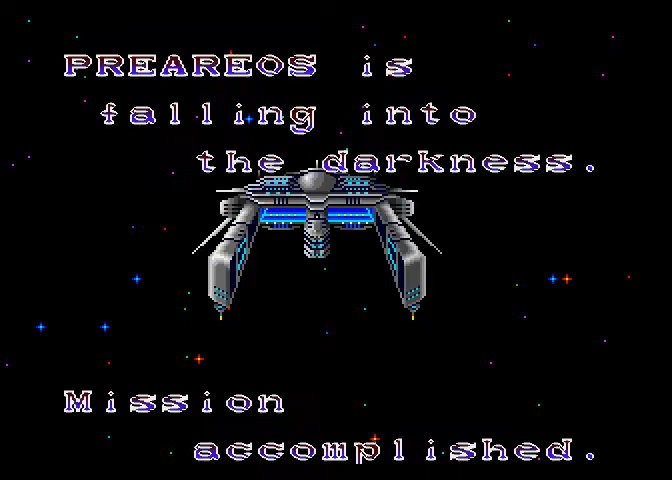 PREAREOS is
falling into
the darkness.
Mission
accomplished.